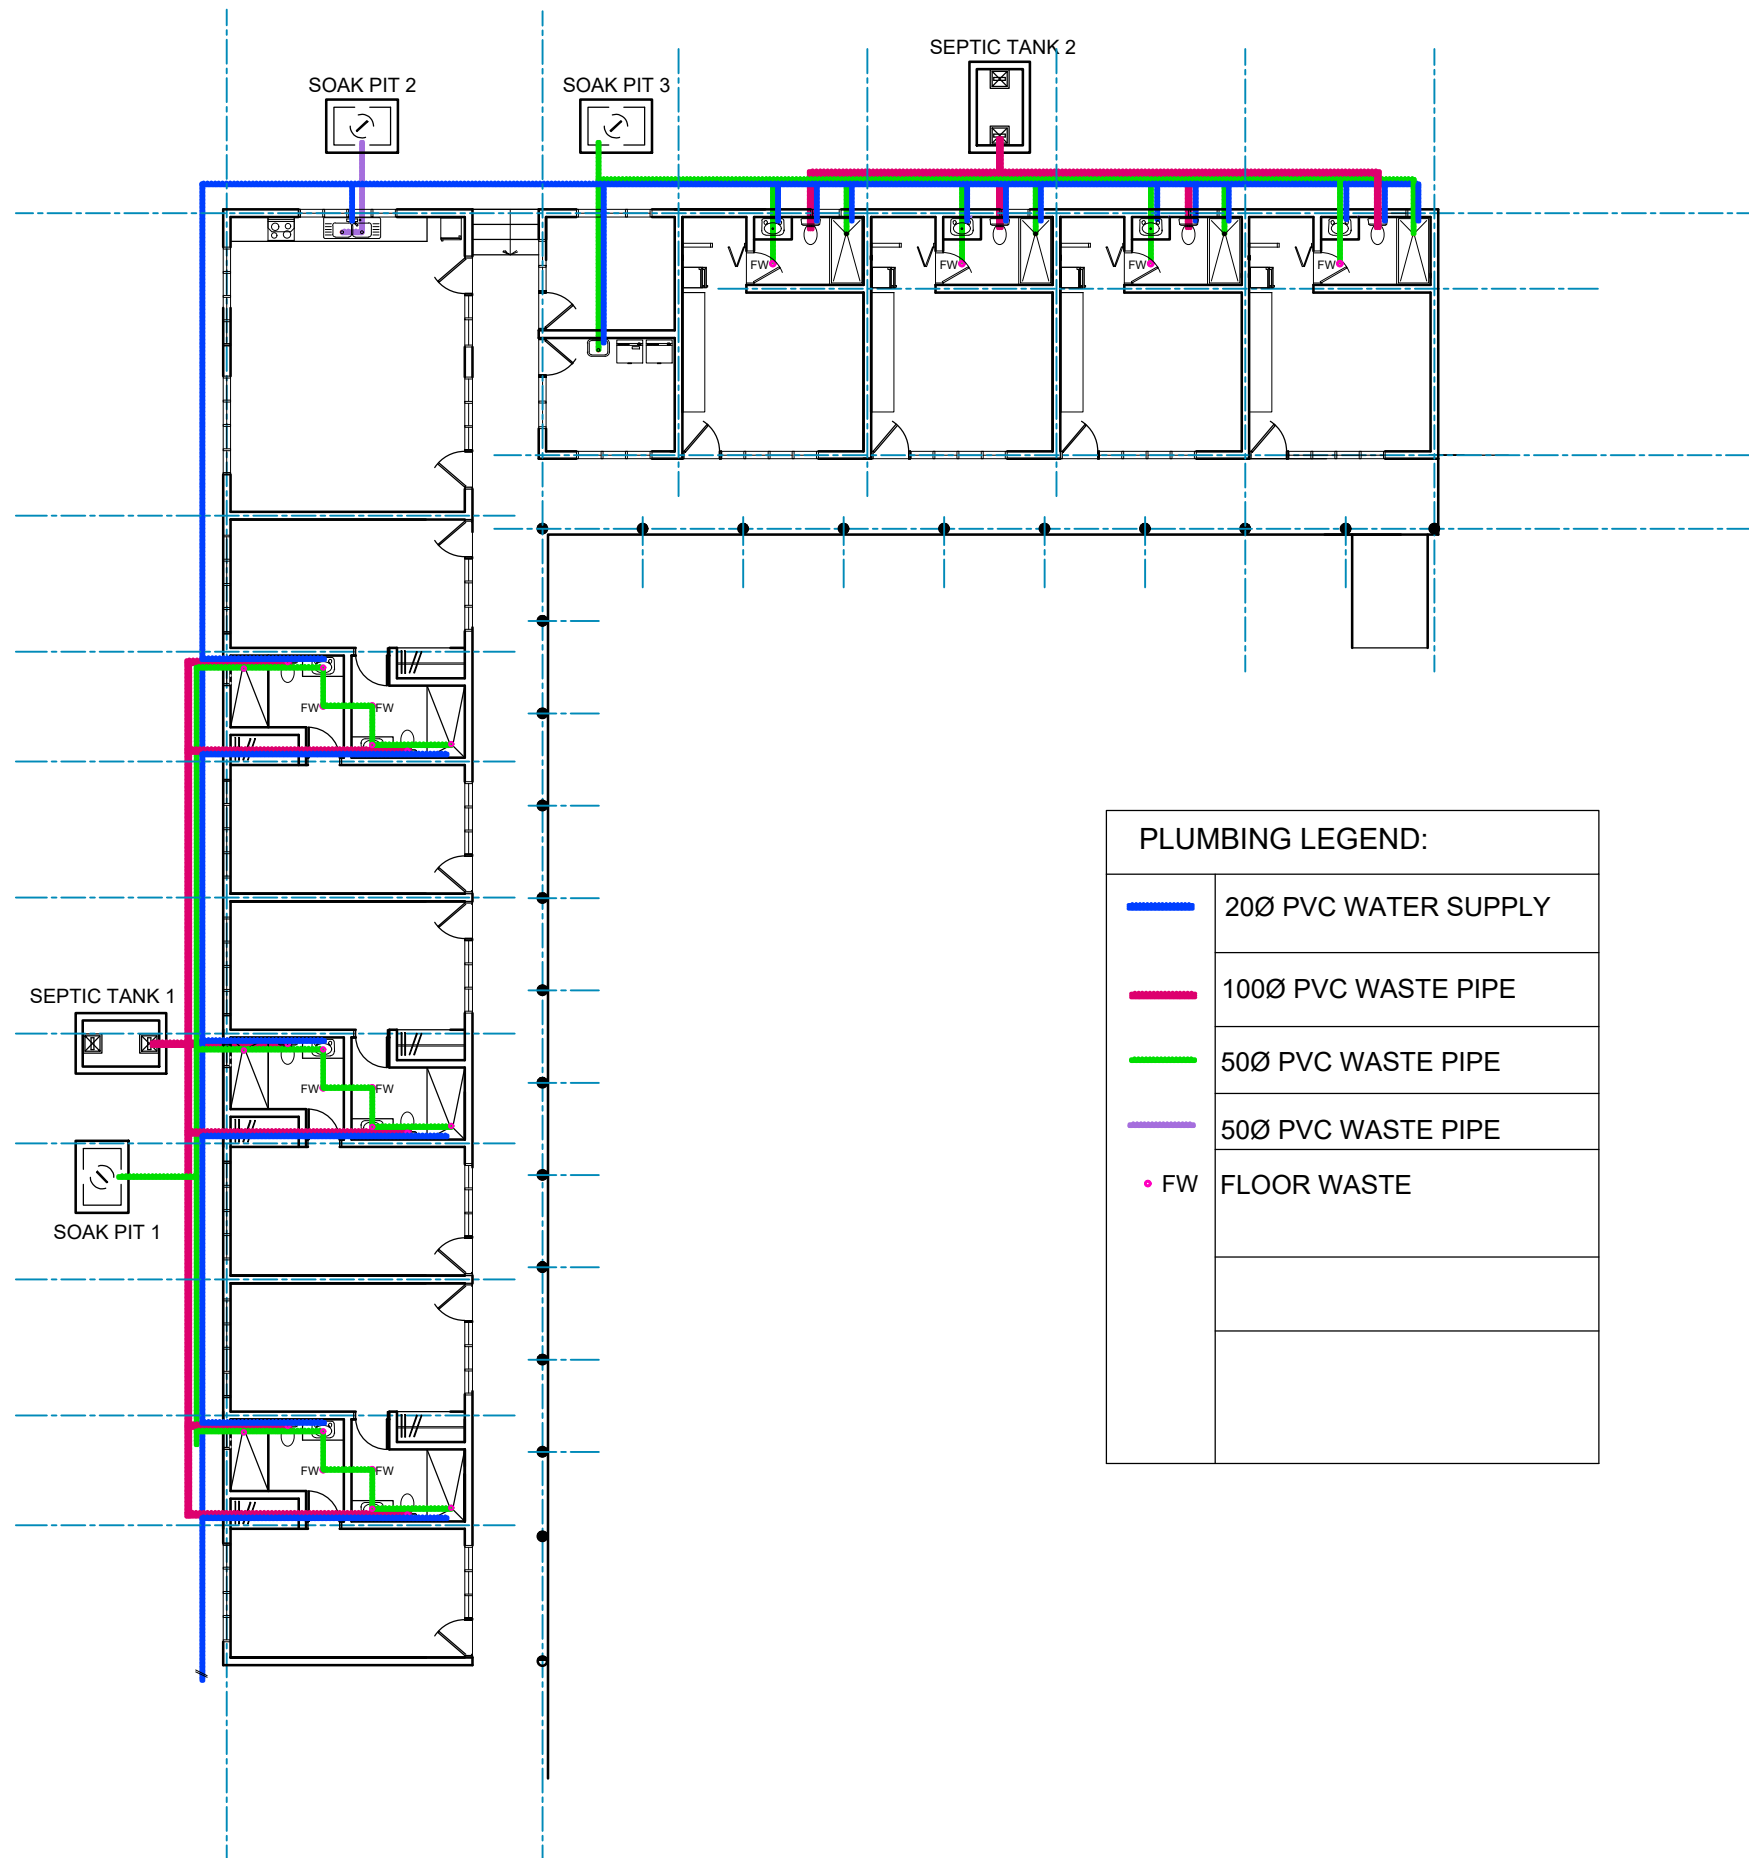 SEPTIC TANK 2
SOAK PIT 2
SOAK PIT 3
FW
FW
FW
FW
FW
FW
PLUMBING LEGEND:
20Ø PVC WATER SUPPLY
100Ø PVC WASTE PIPE
50Ø PVC WASTE PIPE
50Ø PVC WASTE PIPE
FW
FLOOR WASTE
SEPTIC TANK 1
FW
FW
SOAK PIT 1
FW
FW